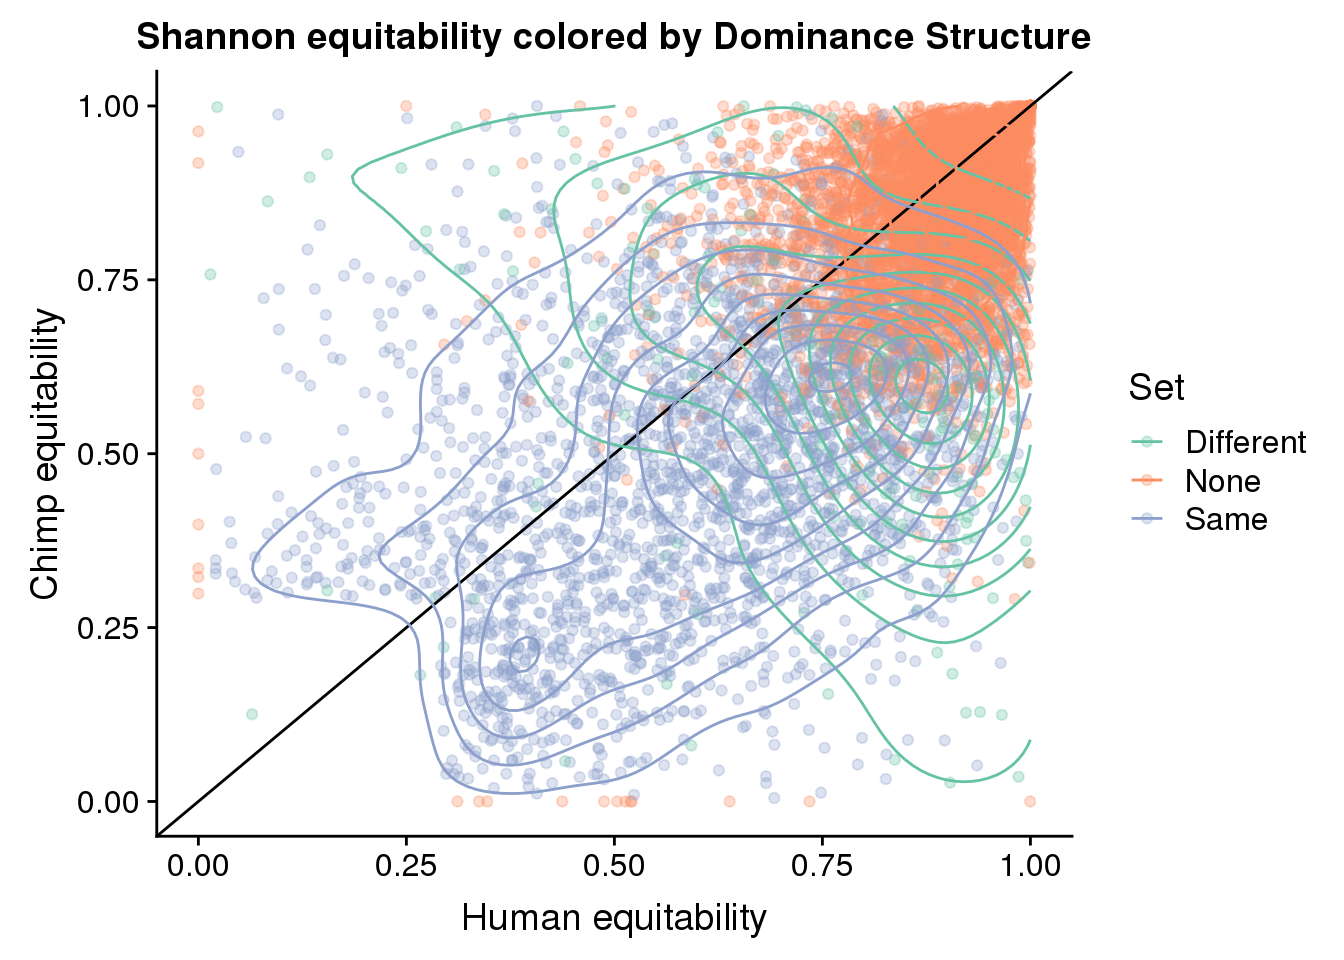 Shannon equitability colored by Dominance Structure
Chimp equitability
1.00
0.75
0.50
0.25
0.00
0.00 0.25 0.50 0.75 1.00
Human equitability
Set
Different
None
Same